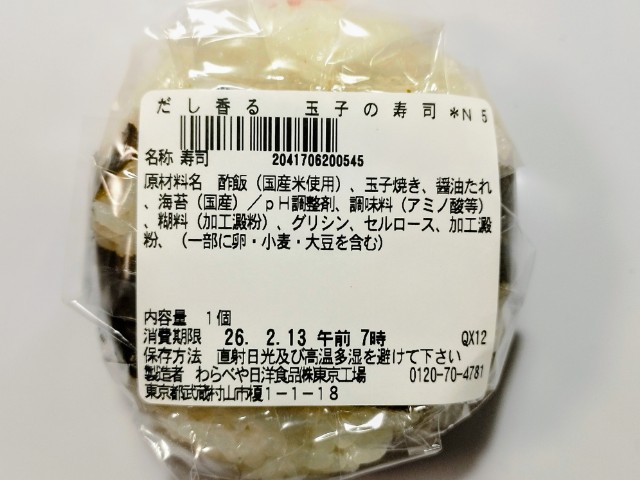 だし香る　玉子の寿司＊N 5
名称 寿司　2041706200545
原材料名　酢飯（国産米使用）、玉子焼き、醤油たれ
、海苔（国産）／ｐＨ調整剤、調味料（アミノ酸等）
、糊料（加工澱粉）、グリシン、セルロース、加工澱
粉、（一部に卵・小麦・大豆を含む）
内容量　1個
消費期限　26. 2.13 午前 7時　QX12
保存方法　直射日光及び高温多湿を避けて下さい
製造者　わらべや日洋食品㈱東京工場　0120-70-4781
東京都武蔵村山市榎1－1－18